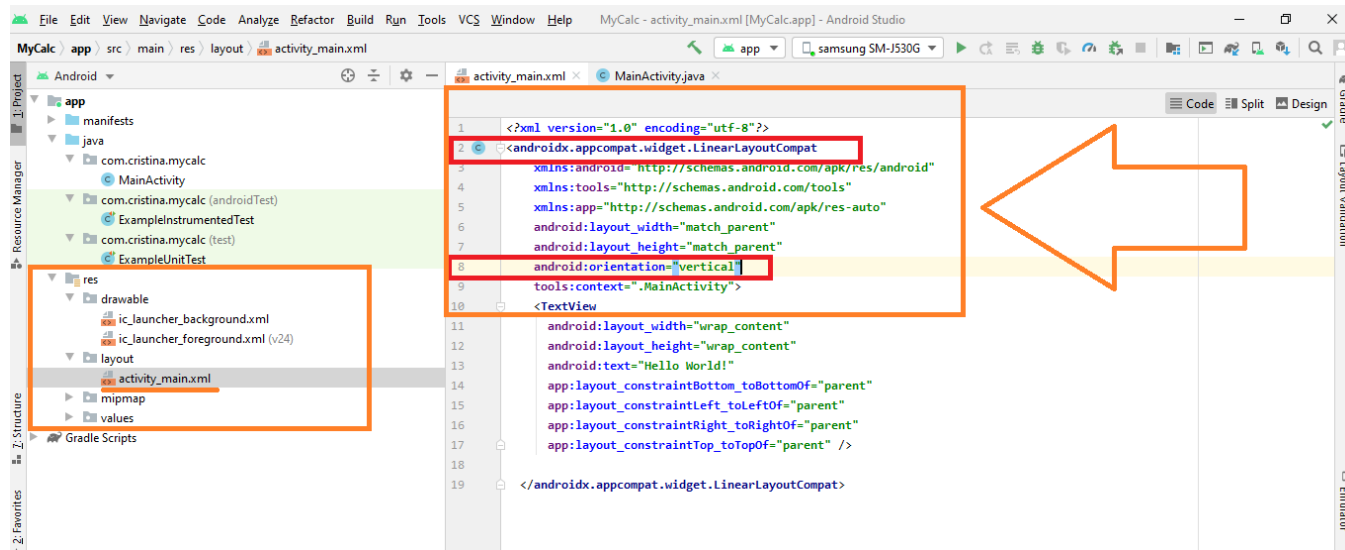 File Edit View Navigate Code Analyze Refactor Build Run Tools VCS Window Help MyCalc - activity_main.xml [MyCalc.app] - Android Studio
MyCalc app src main res layout activity_main.xml app samsung SM-J530G
Android activity_main.xml MainActivity.java
Code Split Design
1: Project
Resource Manager
7: Structure
2: Favorites
app
manifests
java
com.cristina.mycalc
MainActivity
com.cristina.mycalc (androidTest)
ExampleInstrumentedTest
com.cristina.mycalc (test)
ExampleUnitTest
res
drawable
ic_launcher_background.xml
ic_launcher_foreground.xml (v24)
layout
activity_main.xml
mipmap
values
Gradle Scripts
1 <?xml version="1.0" encoding="utf-8"?>
2 <androidx.appcompat.widget.LinearLayoutCompat
3 xmlns:android="http://schemas.android.com/apk/res/android"
4 xmlns:tools="http://schemas.android.com/tools"
5 xmlns:app="http://schemas.android.com/apk/res-auto"
6 android:layout_width="match_parent"
7 android:layout_height="match_parent"
8 android:orientation="vertical"
9 tools:context=".MainActivity">
10 <TextView
11 android:layout_width="wrap_content"
12 android:layout_height="wrap_content"
13 android:text="Hello World!"
14 app:layout_constraintBottom_toBottomOf="parent"
15 app:layout_constraintLeft_toLeftOf="parent"
16 app:layout_constraintRight_toRightOf="parent"
17 app:layout_constraintTop_toTopOf="parent" />
18
19 </androidx.appcompat.widget.LinearLayoutCompat>
Gradle
Layout Validation
Emulator